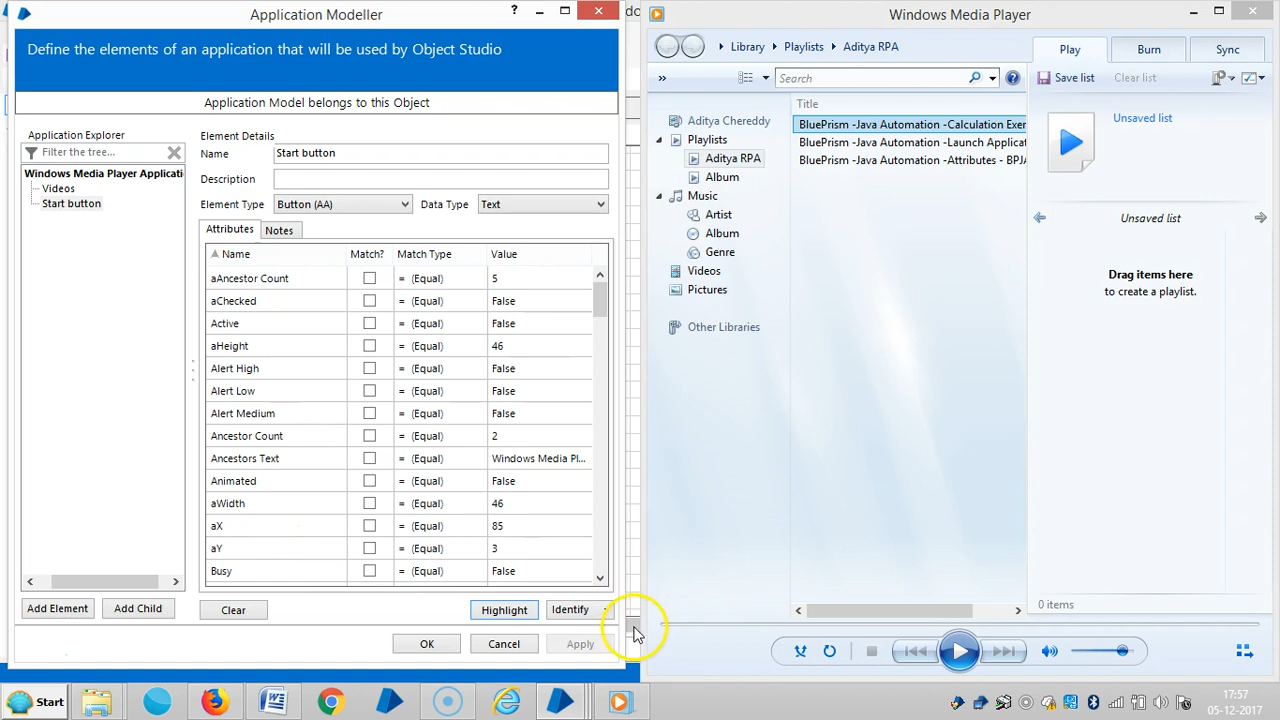 Application Modeller
?
Define the elements of an application that will be used by Object Studio
Application Model belongs to this Object
Application Explorer
Filter the tree...
Windows Media Player Applicati
Videos
Start button
Element Details
Name
Start button
Description
Element Type
Button (AA)
Data Type
Text
Attributes
Notes
Name Match? Match Type Value
aAncestor Count = (Equal) 5
aChecked = (Equal) False
Active = (Equal) False
aHeight = (Equal) 46
Alert High = (Equal) False
Alert Low = (Equal) False
Alert Medium = (Equal) False
Ancestor Count = (Equal) 2
Ancestors Text = (Equal) Windows Media Pl...
Animated = (Equal) False
aWidth = (Equal) 46
aX = (Equal) 85
aY = (Equal) 3
Busy = (Equal) False
Add Element
Add Child
Clear
Highlight
Identify
OK
Cancel
Apply
Windows Media Player
Library Playlists Aditya RPA
Play
Burn
Sync
»
Search
?
Save list
Clear list
Aditya Chereddy
Playlists
Aditya RPA
Album
Music
Artist
Album
Genre
Videos
Pictures
Other Libraries
Title
BluePrism -Java Automation -Calculation Exer
BluePrism -Java Automation -Launch Applica
BluePrism -Java Automation -Attributes - BPJA
Unsaved list
Unsaved list
Drag items here
to create a playlist.
0 items
Start
17:57
05-12-2017